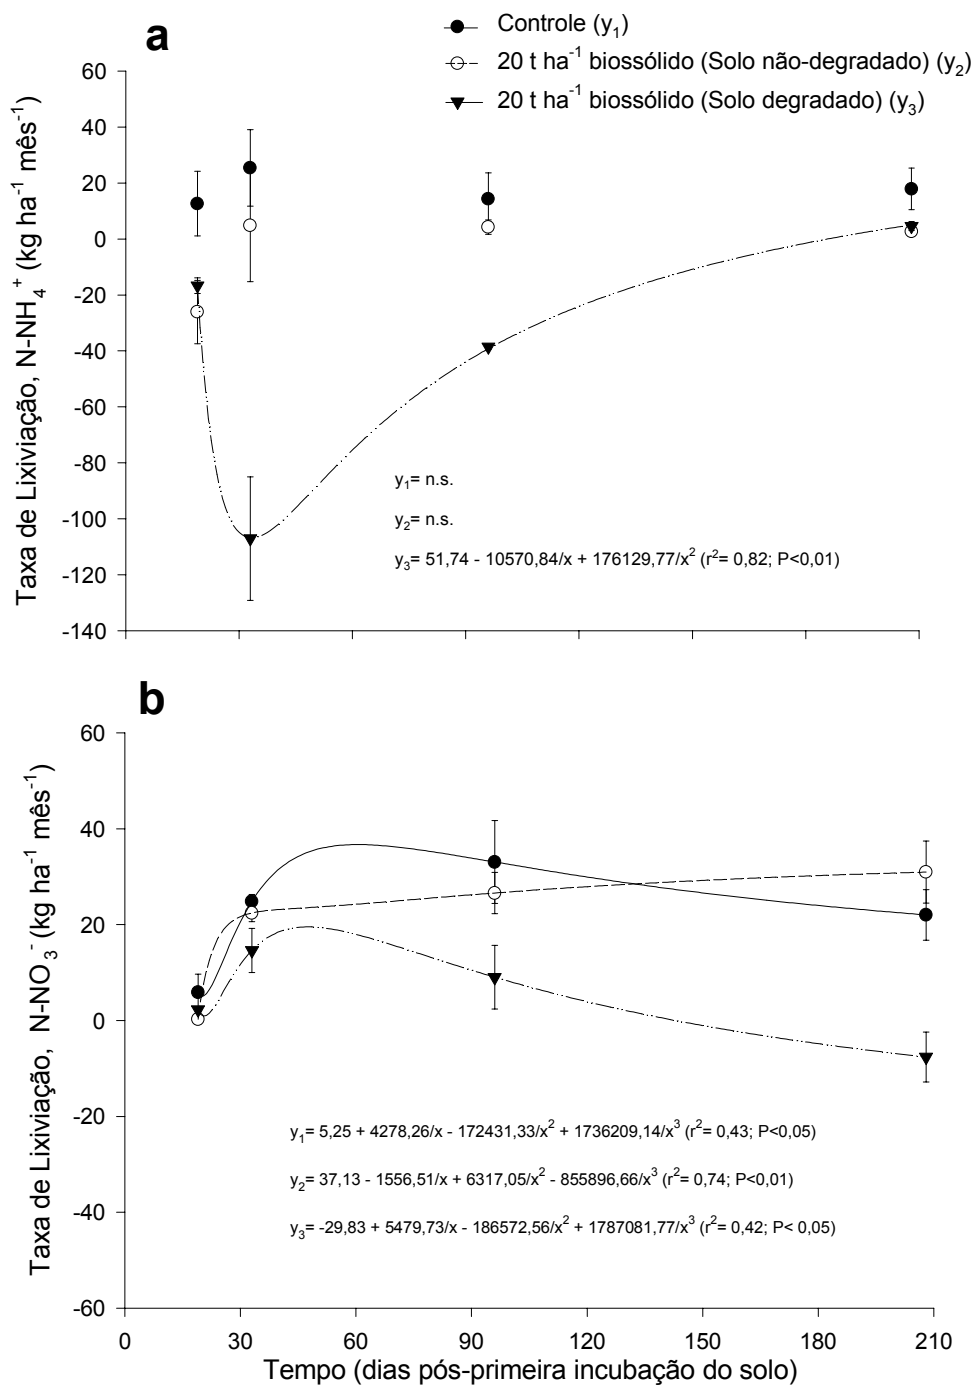 a
Controle (y₁)
20 t ha⁻¹ biossólido (Solo não-degradado) (y₂)
20 t ha⁻¹ biossólido (Solo degradado) (y₃)
Taxa de Lixiviação, N-NH₄⁺ (kg ha⁻¹ mês⁻¹)
60
40
20
0
-20
-40
-60
-80
-100
-120
-140
y₁= n.s.
y₂= n.s.
y₃= 51,74 - 10570,84/x + 176129,77/x² (r²= 0,82; P<0,01)
b
Taxa de Lixiviação, N-NO₃⁻ (kg ha⁻¹ mês⁻¹)
60
40
20
0
-20
-40
-60
y₁= 5,25 + 4278,26/x - 172431,33/x² + 1736209,14/x³ (r²= 0,43; P<0,05)
y₂= 37,13 - 1556,51/x + 6317,05/x² - 855896,66/x³ (r²= 0,74; P<0,01)
y₃= -29,83 + 5479,73/x - 186572,56/x² + 1787081,77/x³ (r²= 0,42; P< 0,05)
0 30 60 90 120 150 180 210
Tempo (dias pós-primeira incubação do solo)